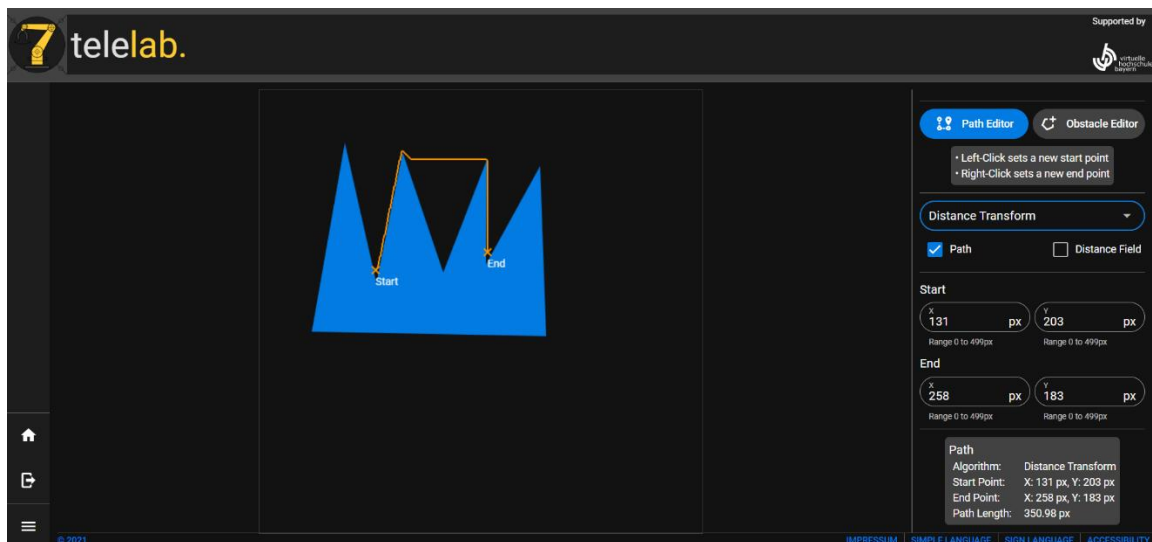 telelab.
Supported by
virtuelle
hochschule
bayern
Path Editor
Obstacle Editor
• Left-Click sets a new start point
• Right-Click sets a new end point
Distance Transform
Path
Distance Field
Start
End
Start
X
131 px
Y
203 px
Range 0 to 499px
Range 0 to 499px
End
X
258 px
Y
183 px
Range 0 to 499px
Range 0 to 499px
Path
Algorithm: Distance Transform
Start Point: X: 131 px, Y: 203 px
End Point: X: 258 px, Y: 183 px
Path Length: 350.98 px
© 2021
IMPRESSUM
SIMPLE LANGUAGE
SIGN LANGUAGE
ACCESSIBILITY